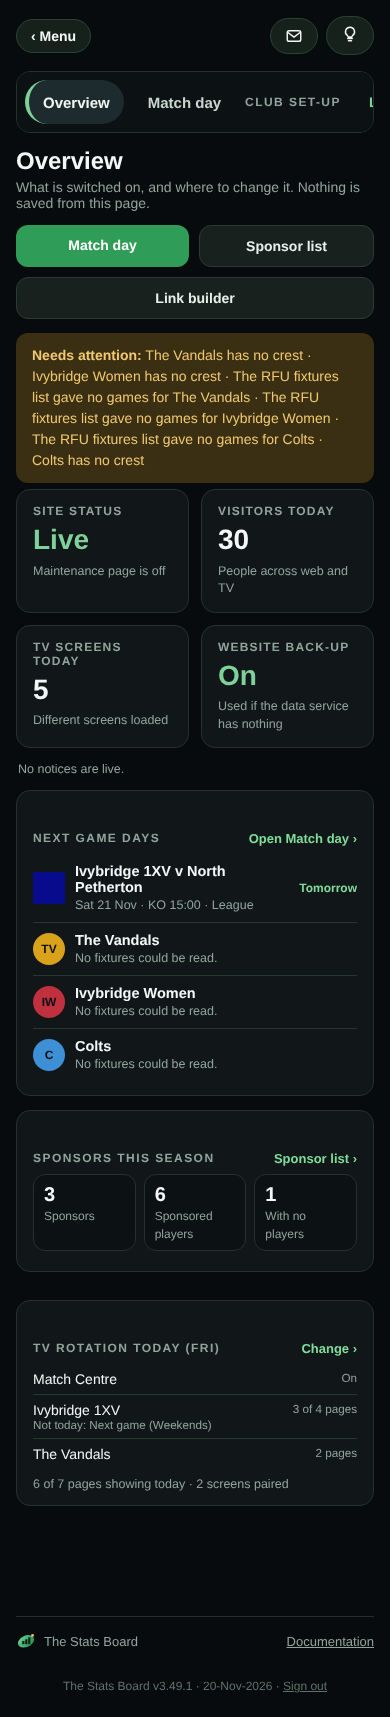 ‹ Menu
Overview
Match day
CLUB SET-UP
Overview
What is switched on, and where to change it. Nothing is
saved from this page.
Match day
Sponsor list
Link builder
Needs attention: The Vandals has no crest ·
Ivybridge Women has no crest · The RFU fixtures
list gave no games for The Vandals · The RFU
fixtures list gave no games for Ivybridge Women ·
The RFU fixtures list gave no games for Colts ·
Colts has no crest
SITE STATUS
Live
Maintenance page is off
VISITORS TODAY
30
People across web and
TV
TV SCREENS
TODAY
5
Different screens loaded
WEBSITE BACK-UP
On
Used if the data service
has nothing
No notices are live.
NEXT GAME DAYS
Open Match day ›
Ivybridge 1XV v North
Petherton
Sat 21 Nov · KO 15:00 · League
Tomorrow
TV
The Vandals
No fixtures could be read.
IW
Ivybridge Women
No fixtures could be read.
C
Colts
No fixtures could be read.
SPONSORS THIS SEASON
Sponsor list ›
3
Sponsors
6
Sponsored
players
1
With no
players
TV ROTATION TODAY (FRI)
Change ›
Match Centre
On
Ivybridge 1XV
3 of 4 pages
Not today: Next game (Weekends)
The Vandals
2 pages
6 of 7 pages showing today · 2 screens paired
The Stats Board
Documentation
The Stats Board v3.49.1 · 20-Nov-2026 · Sign out